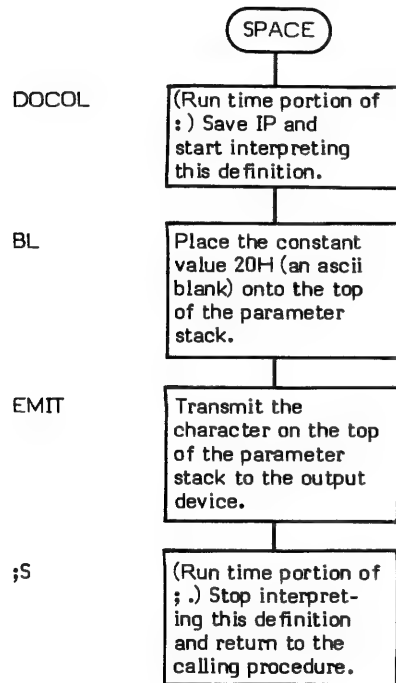 SPACE
DOCOL
(Run time portion of
:) Save IP and
start interpreting
this definition.
BL
Place the constant
value 20H (an ascii
blank) onto the top
of the parameter
stack.
EMIT
Transmit the
character on the top
of the parameter
stack to the output
device.
;S
(Run time portion of
; .) Stop interpret-
ing this definition
and return to the
calling procedure.